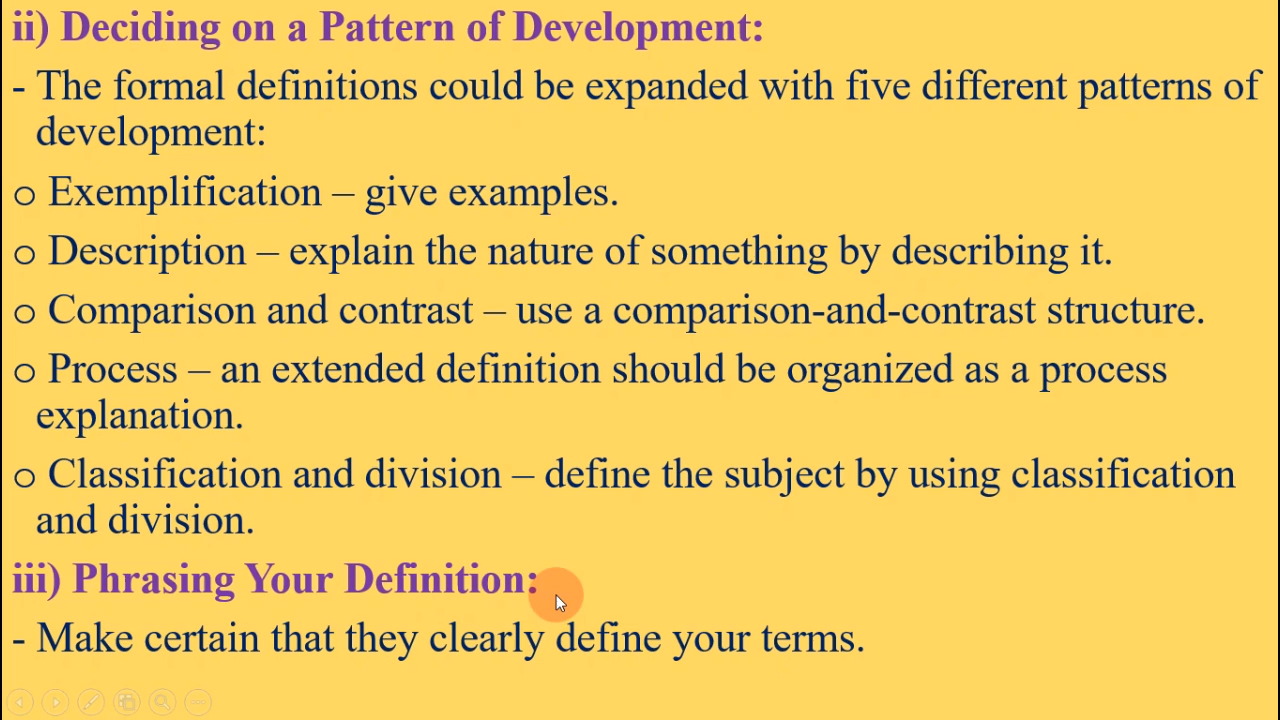 ii) Deciding on a Pattern of Development:
- The formal definitions could be expanded with five different patterns of
development:
o Exemplification – give examples.
o Description – explain the nature of something by describing it.
o Comparison and contrast – use a comparison-and-contrast structure.
o Process – an extended definition should be organized as a process
explanation.
o Classification and division – define the subject by using classification
and division.
iii) Phrasing Your Definition:
- Make certain that they clearly define your terms.